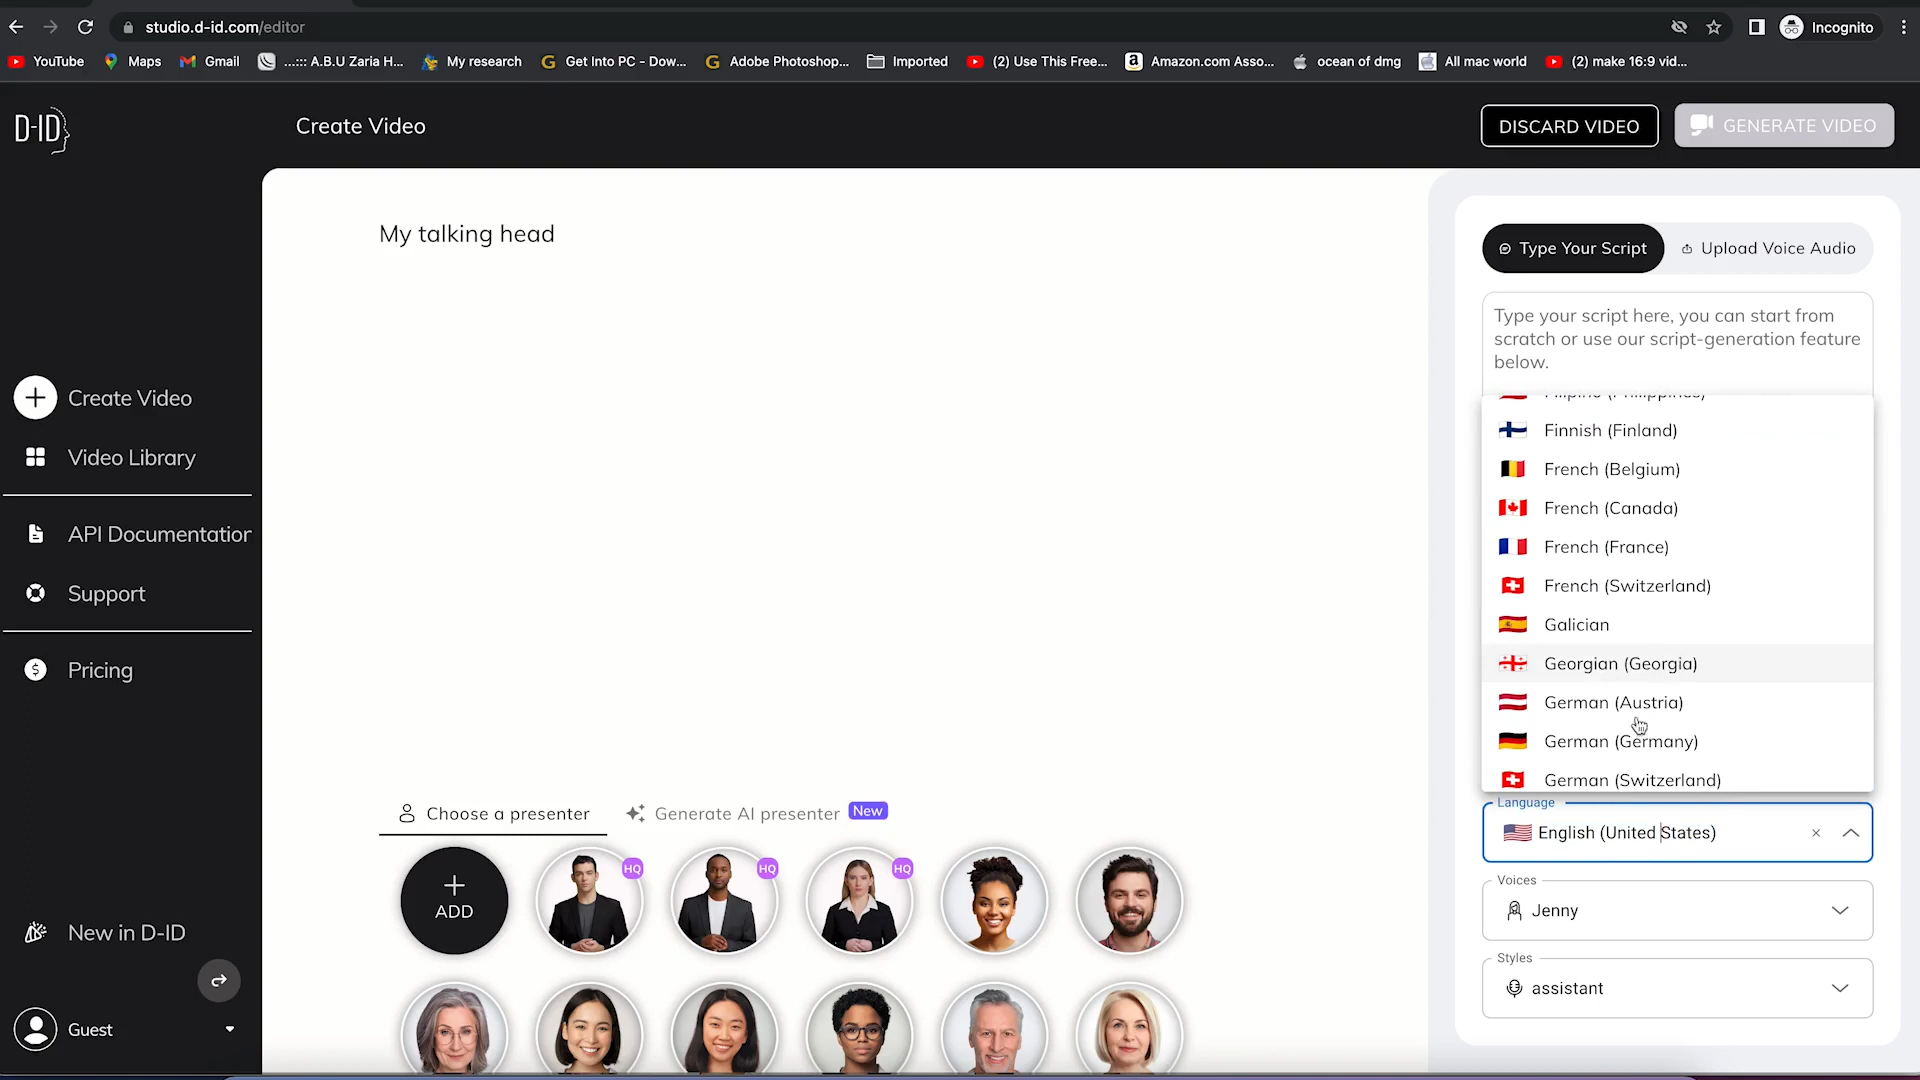 studio.d-id.com/editor
Incognito
YouTube
Maps
Gmail
...::: A.B.U Zaria H...
My research
Get Into PC - Dow...
Adobe Photoshop...
Imported
(2) Use This Free...
Amazon.com Asso...
ocean of dmg
All mac world
(2) make 16:9 vid...
D-ID
Create Video
DISCARD VIDEO
GENERATE VIDEO
My talking head
Type Your Script
Upload Voice Audio
Type your script here, you can start from
scratch or use our script-generation feature
below.
Create Video
Video Library
API Documentation
Support
Pricing
New in D-ID
Guest
Filipino (Philippines)
Finnish (Finland)
French (Belgium)
French (Canada)
French (France)
French (Switzerland)
Galician
Georgian (Georgia)
German (Austria)
German (Germany)
German (Switzerland)
Language
English (United States)
Voices
Jenny
Styles
assistant
Choose a presenter
Generate AI presenter
New
ADD
HQ
HQ
HQ